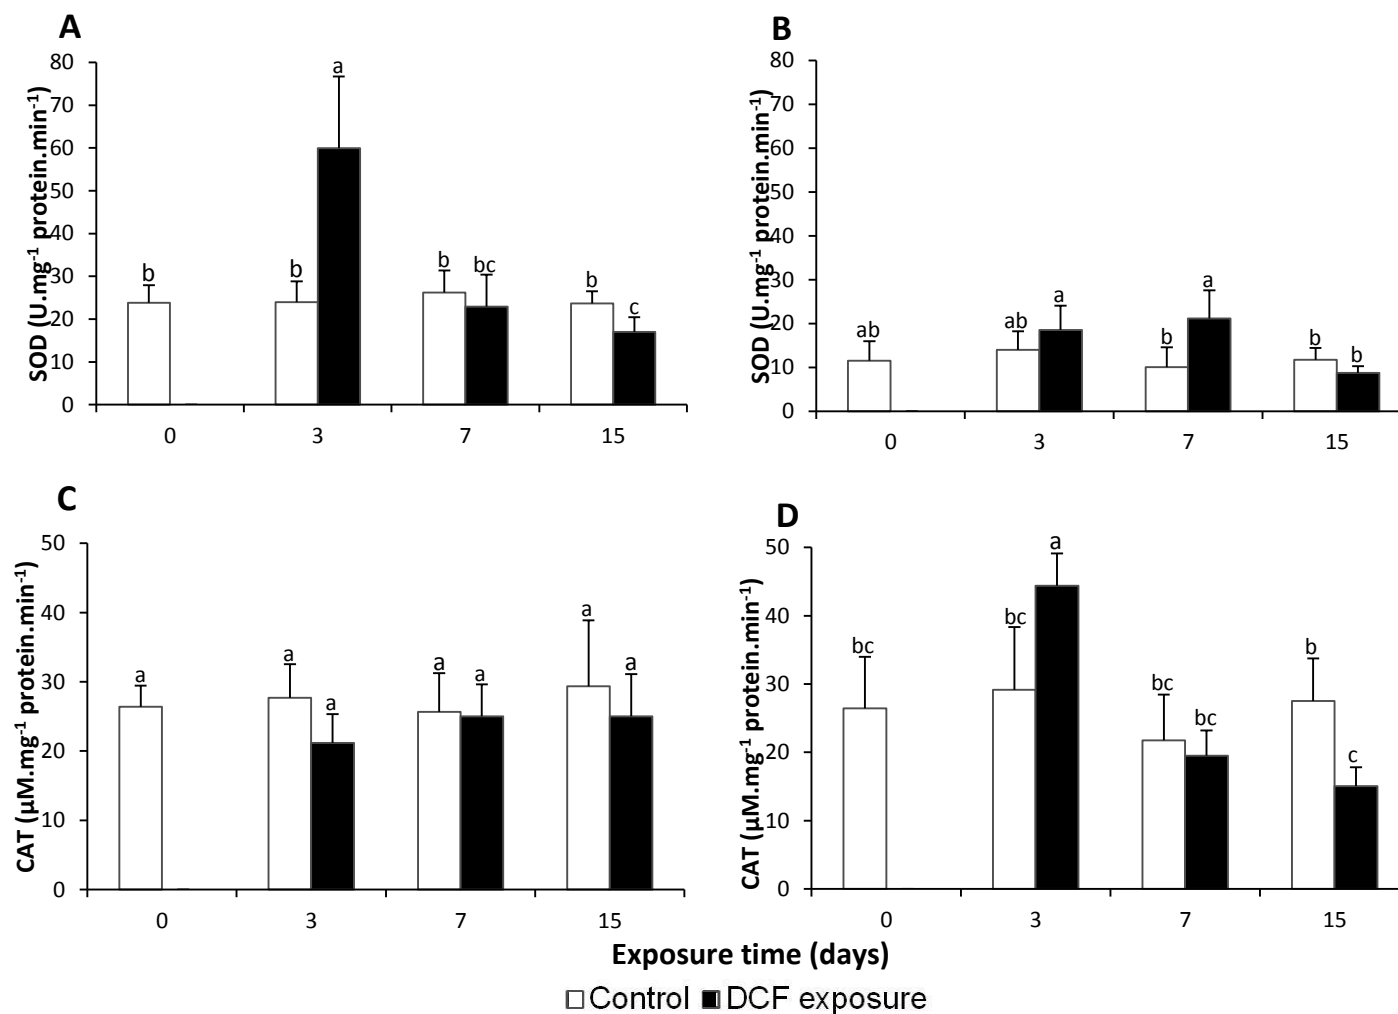 A
SOD (U.mg⁻¹ protein.min⁻¹)
80
70
60
50
40
30
20
10
0
b
b
a
b
bc
b
c
0 3 7 15
B
SOD (U.mg⁻¹ protein.min⁻¹)
80
70
60
50
40
30
20
10
0
ab
ab
a
b
a
b
b
0 3 7 15
C
CAT (µM.mg⁻¹ protein.min⁻¹)
50
40
30
20
10
0
a
a
a
a
a
a
a
0 3 7 15
D
CAT (µM.mg⁻¹ protein.min⁻¹)
50
40
30
20
10
0
bc
bc
a
bc
bc
b
c
0 3 7 15
Exposure time (days)
Control DCF exposure